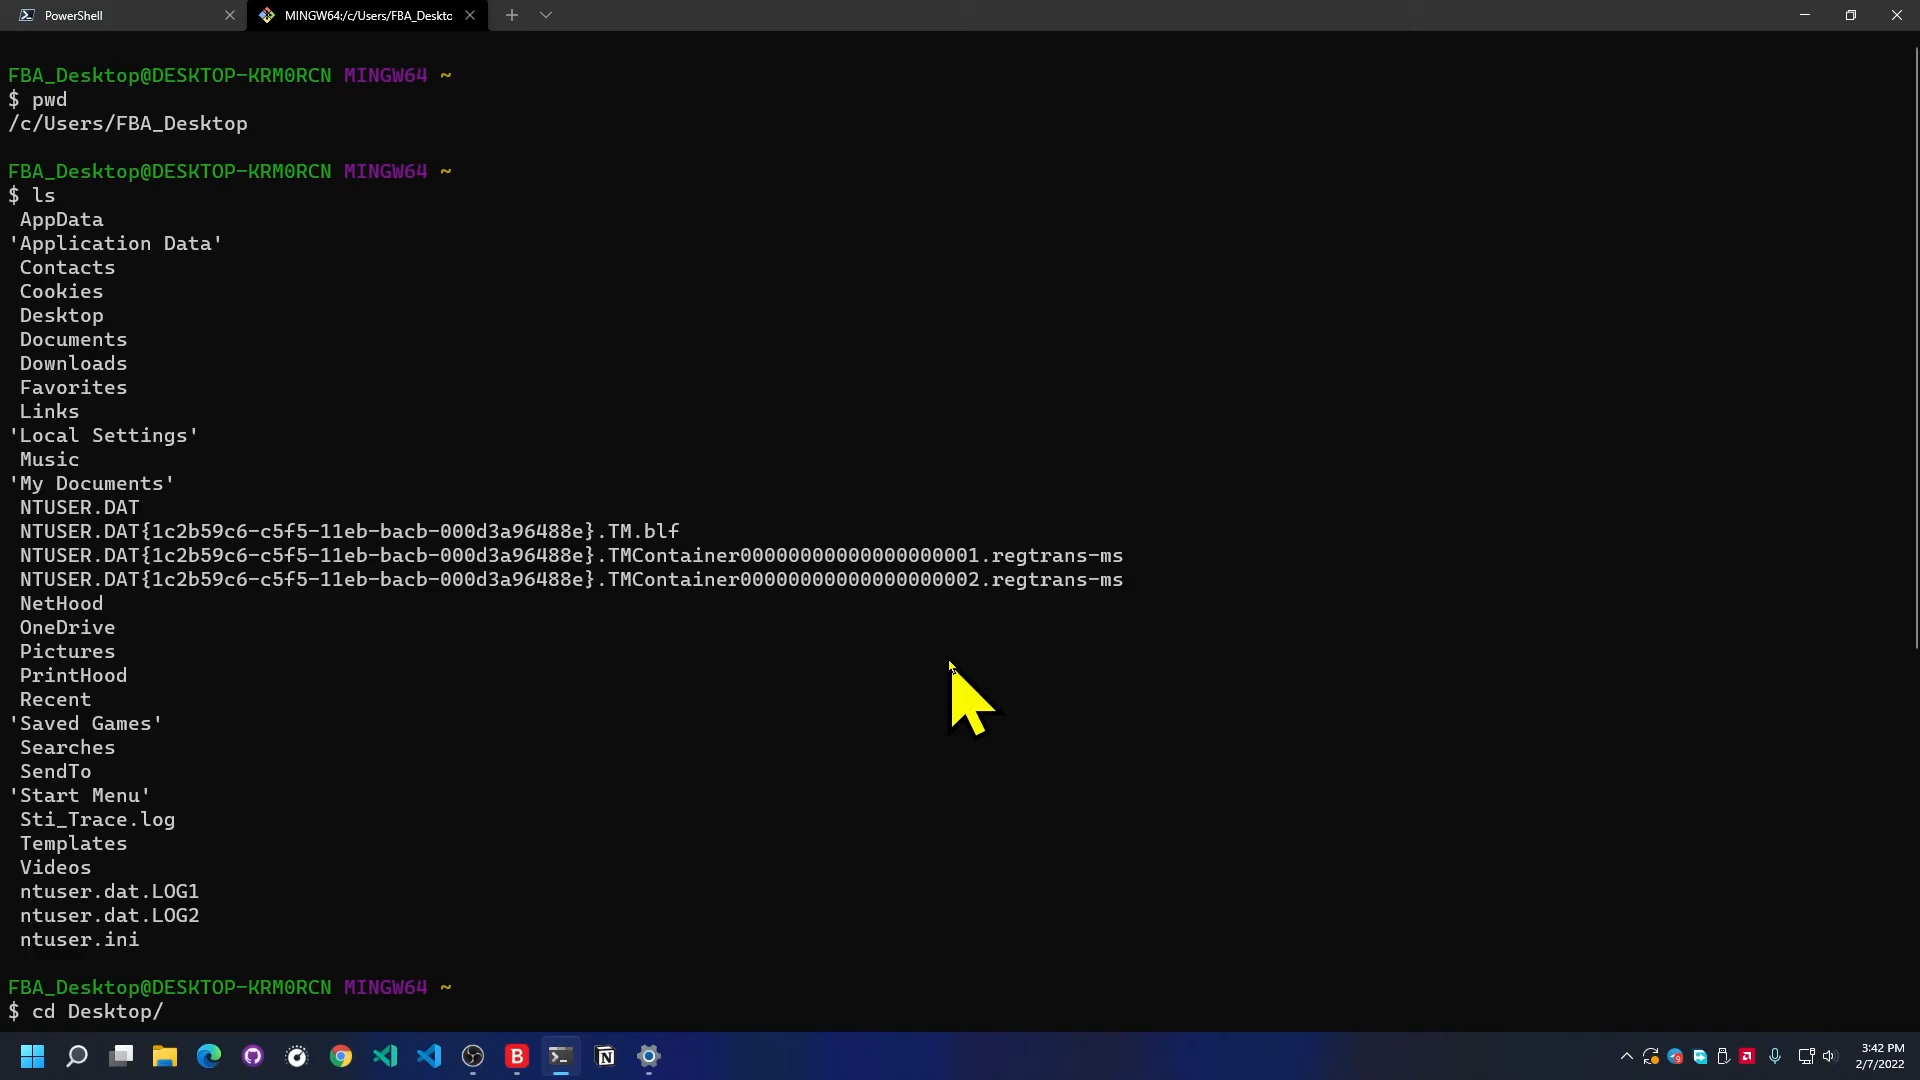 PowerShell
MINGW64:/c/Users/FBA_Deskto
FBA_Desktop@DESKTOP-KRM0RCN MINGW64 ~
$ pwd
/c/Users/FBA_Desktop
FBA_Desktop@DESKTOP-KRM0RCN MINGW64 ~
$ ls
AppData
'Application Data'
Contacts
Cookies
Desktop
Documents
Downloads
Favorites
Links
'Local Settings'
Music
'My Documents'
NTUSER.DAT
NTUSER.DAT{1c2b59c6-c5f5-11eb-bacb-000d3a96488e}.TM.blf
NTUSER.DAT{1c2b59c6-c5f5-11eb-bacb-000d3a96488e}.TMContainer00000000000000000001.regtrans-ms
NTUSER.DAT{1c2b59c6-c5f5-11eb-bacb-000d3a96488e}.TMContainer00000000000000000002.regtrans-ms
NetHood
OneDrive
Pictures
PrintHood
Recent
'Saved Games'
Searches
SendTo
'Start Menu'
Sti_Trace.log
Templates
Videos
ntuser.dat.LOG1
ntuser.dat.LOG2
ntuser.ini
FBA_Desktop@DESKTOP-KRM0RCN MINGW64 ~
$ cd Desktop/
3:42 PM
2/7/2022